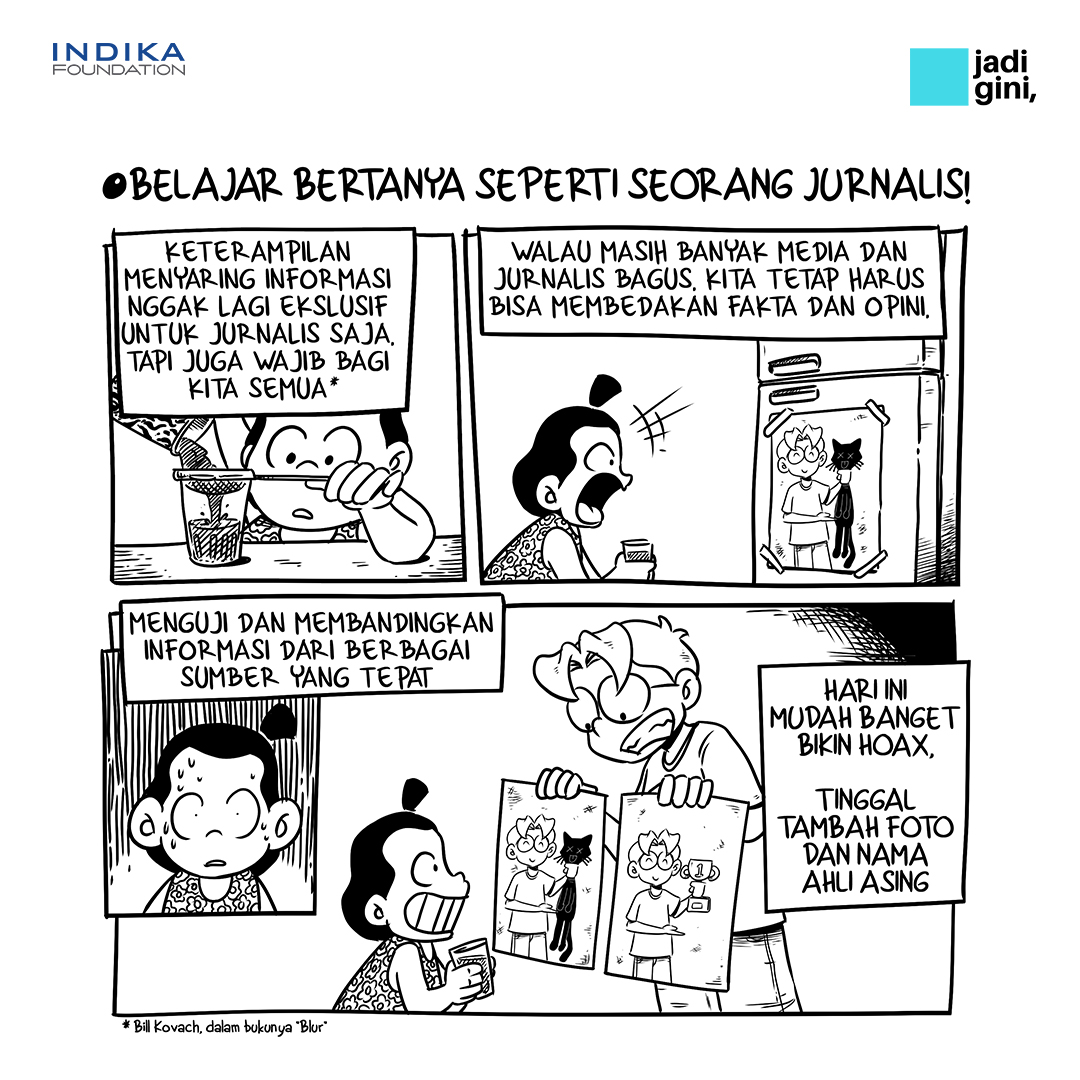 INDIKA
FOUNDATION
jadi
gini,
BELAJAR BERTANYA SEPERTI SEORANG JURNALIS!
KETERAMPILAN
MENYARING INFORMASI
NGGAK LAGI EKSLUSIF
UNTUK JURNALIS SAJA,
TAPI JUGA WAJIB BAGI
KITA SEMUA*
WALAU MASIH BANYAK MEDIA DAN
JURNALIS BAGUS, KITA TETAP HARUS
BISA MEMBEDAKAN FAKTA DAN OPINI,
MENGUJI DAN MEMBANDINGKAN
INFORMASI DARI BERBAGAI
SUMBER YANG TEPAT
HARI INI
MUDAH BANGET
BIKIN HOAX,
TINGGAL
TAMBAH FOTO
DAN NAMA
AHLI ASING
1
* Bill Kovach, dalam bukunya "Blur"